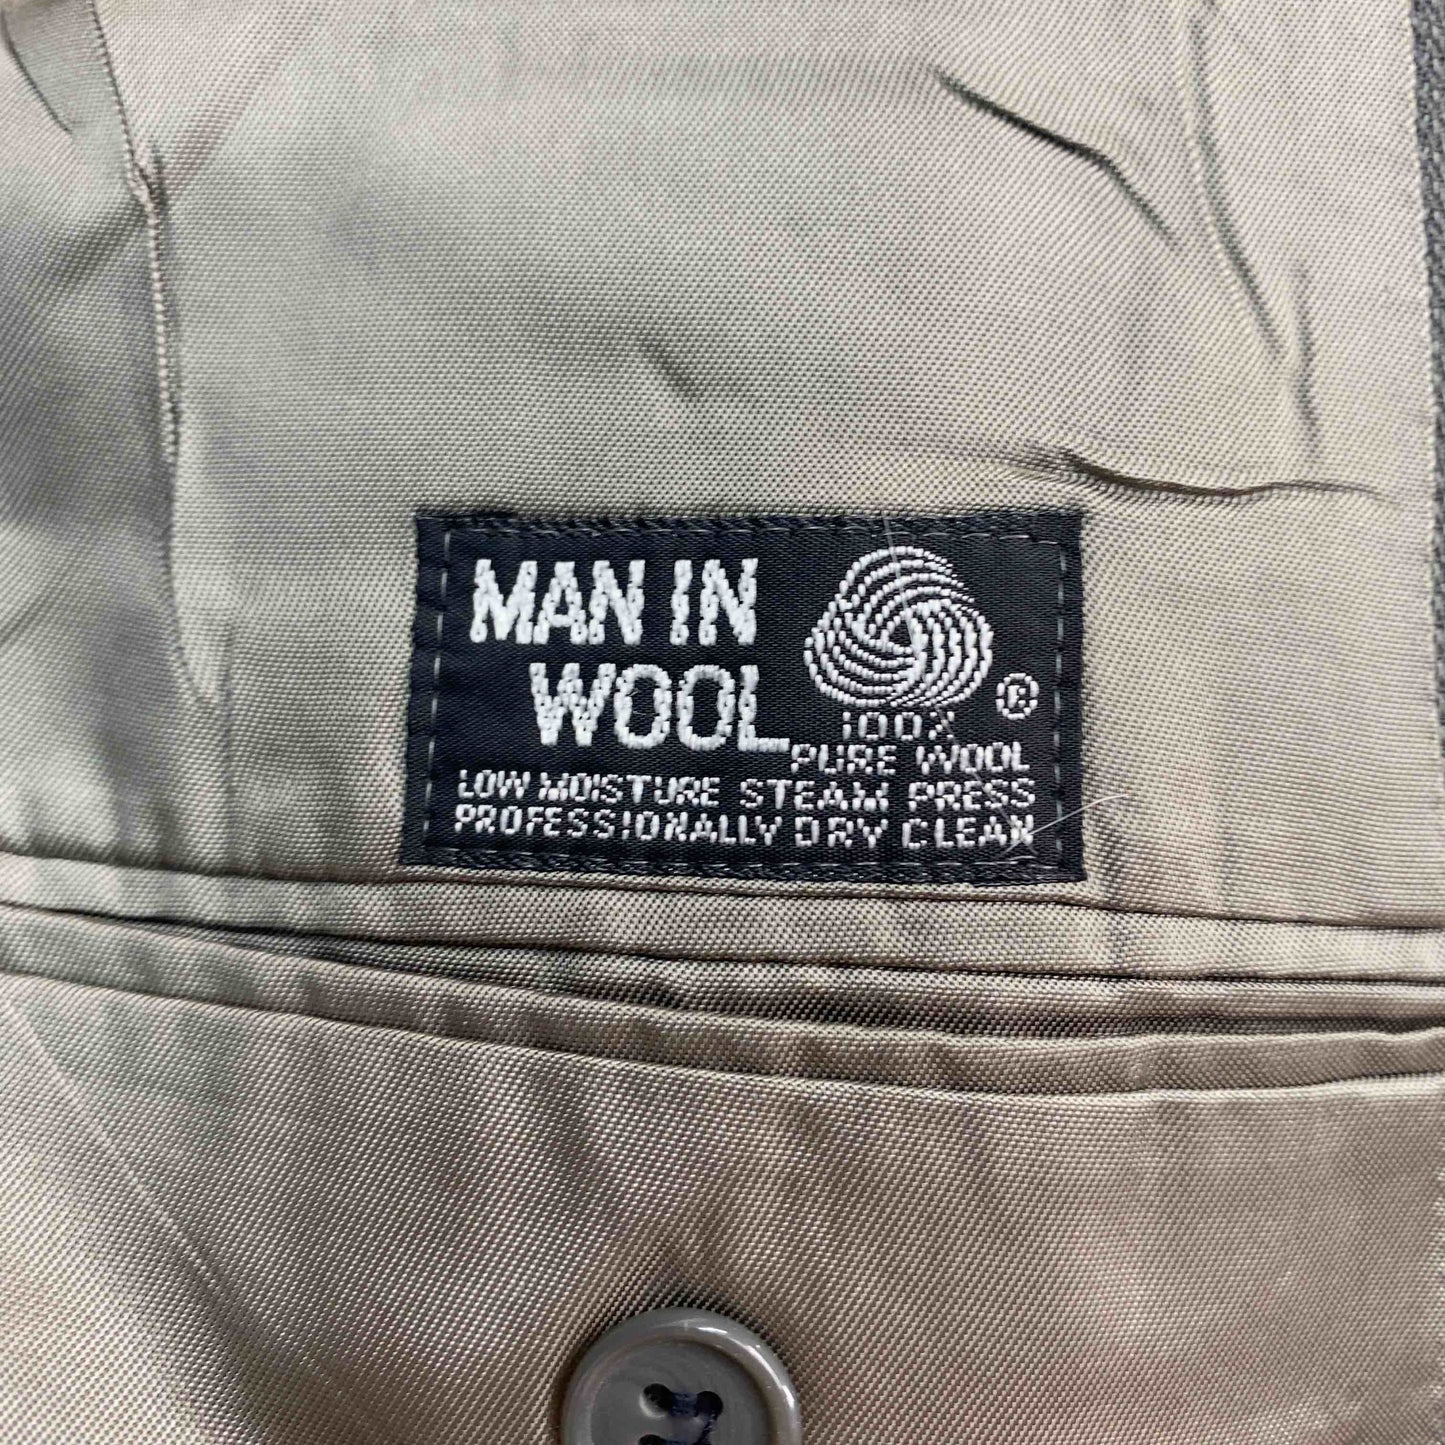 MAN IN
WOOL
®
100%
PURE WOOL
LOW MOISTURE STEAM PRESS
PROFESSIONALLY DRY CLEAN